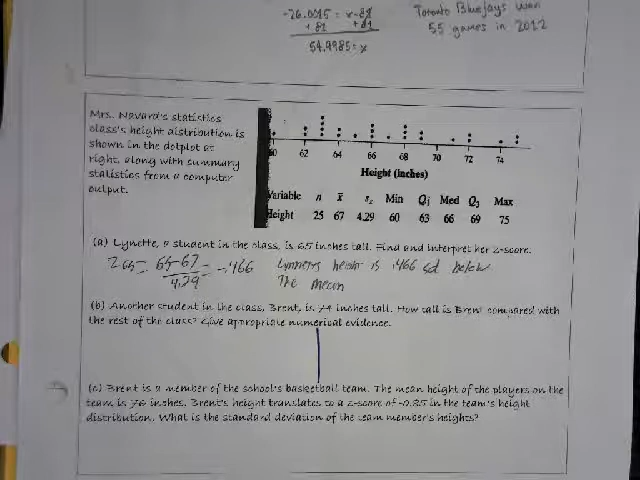 -26.0015 = x-81
+81 +81
54.9985 = x
Toronto Bluejays won
55 games in 2012
Mrs. Navard's statistics
class's height distribution is
shown in the dotplot at
right, along with summary
statistics from a computer
output.
60 62 64 66 68 70 72 74
Height (inches)
Variable n x̄ sₓ Min Q₁ Med Q₃ Max
Height 25 67 4.29 60 63 66 69 75
(a) Lynette, a student in the class, is 65 inches tall. Find and interpret her z-score.
Z65 = 65-67 = -.466 Lynnettes height is .466 sd below
4.29 The mean
(b) Another student in the class, Brent, is 74 inches tall. How tall is Brent compared with
the rest of the class? Give appropriate numerical evidence.
(c) Brent is a member of the school's basketball team. The mean height of the players on the
team is 76 inches. Brent's height translates to a z-score of -0.85 in the team's height
distribution. What is the standard deviation of the team member's heights?